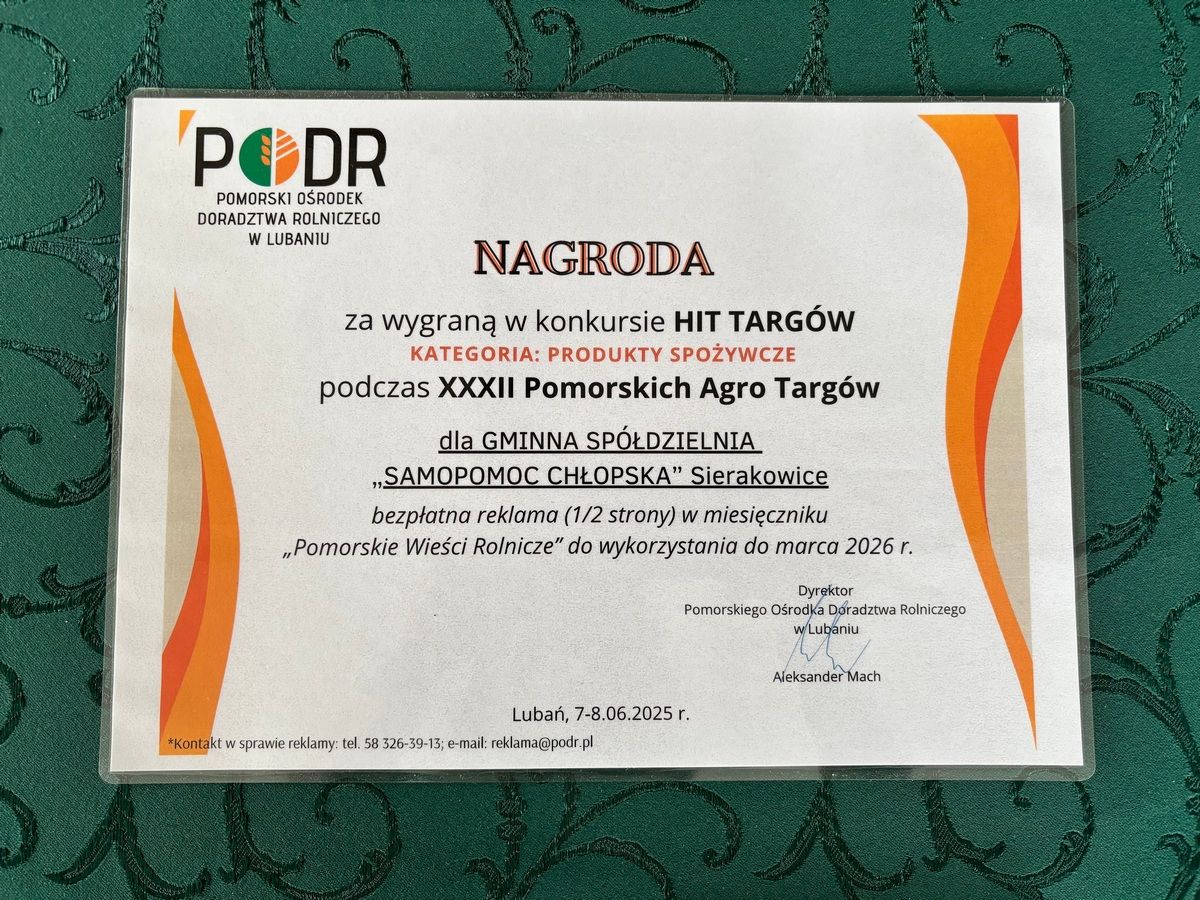 PODR
POMORSKI OŚRODEK
DORADZTWA ROLNICZEGO
W LUBANIU
NAGRODA
za wygraną w konkursie HIT TARGÓW
KATEGORIA: PRODUKTY SPOŻYWCZE
podczas XXXII Pomorskich Agro Targów
dla GMINNA SPÓŁDZIELNIA
„SAMOPOMOC CHŁOPSKA” Sierakowice
bezpłatna reklama (1/2 strony) w miesięczniku
„Pomorskie Wieści Rolnicze” do wykorzystania do marca 2026 r.
Dyrektor
Pomorskiego Ośrodka Doradztwa Rolniczego
w Lubaniu
Aleksander Mach
Lubań, 7-8.06.2025 r.
*Kontakt w sprawie reklamy: tel. 58 326-39-13; e-mail: reklama@podr.pl